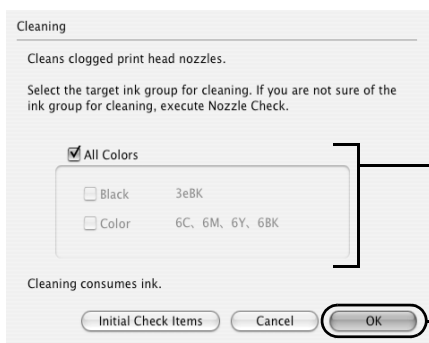 Cleaning
Cleans clogged print head nozzles.
Select the target ink group for cleaning. If you are not sure of the
ink group for cleaning, execute Nozzle Check.
All Colors
Black 3eBK
Color 6C、6M、6Y、6BK
Cleaning consumes ink.
Initial Check Items Cancel OK